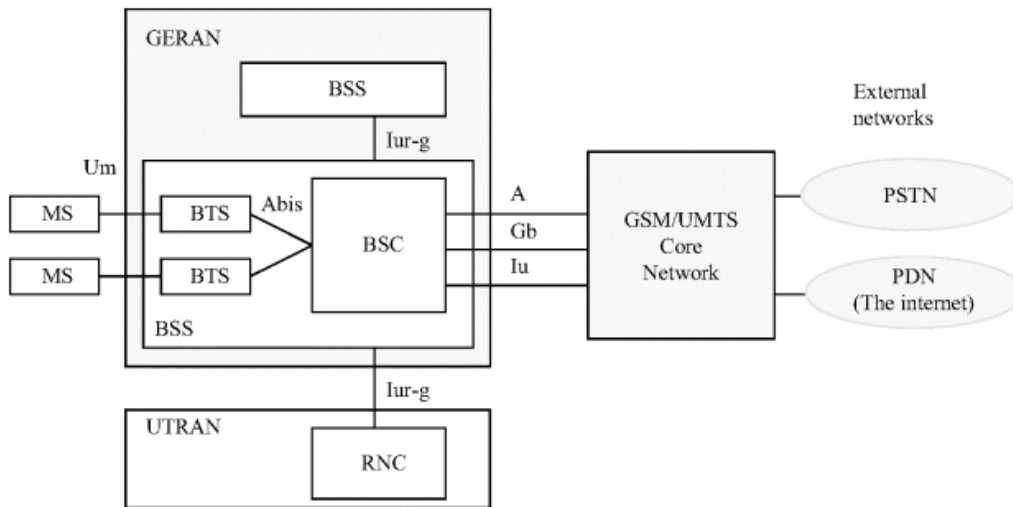 GERAN
BSS
External
networks
Iur-g
Um
MS
BTS
Abis
BSC
A
Gb
Iu
GSM/UMTS
Core
Network
PSTN
MS
BTS
PDN
(The internet)
BSS
Iur-g
UTRAN
RNC